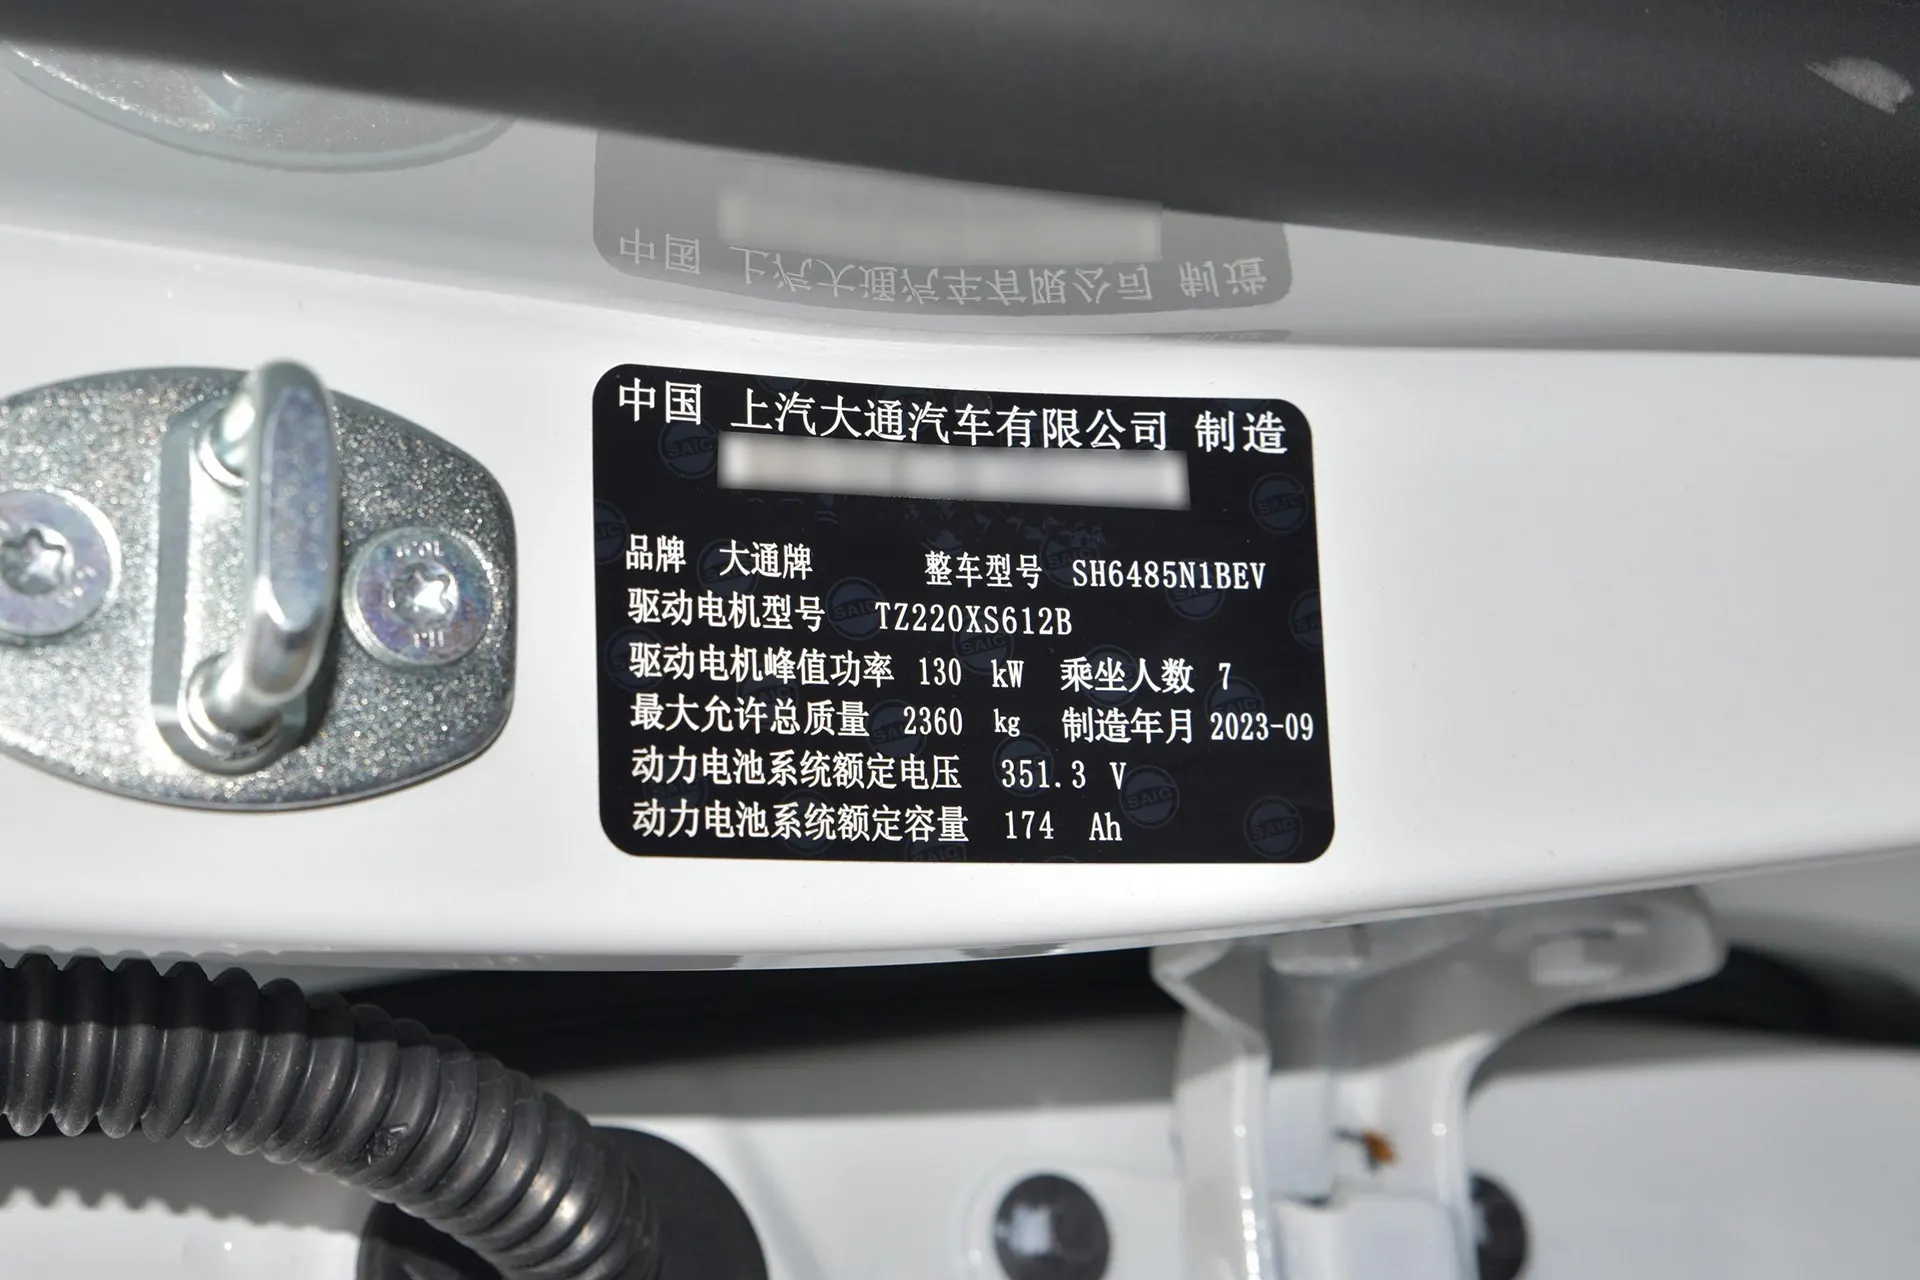 中国 上汽大通汽车有限公司 制造
品牌 大通牌 整车型号 SH6485N1BEV
驱动电机型号 TZ220XS612B
驱动电机峰值功率 130 kW 乘坐人数 7
最大允许总质量 2360 kg 制造年月 2023-09
动力电池系统额定电压 351.3 V
动力电池系统额定容量 174 Ah